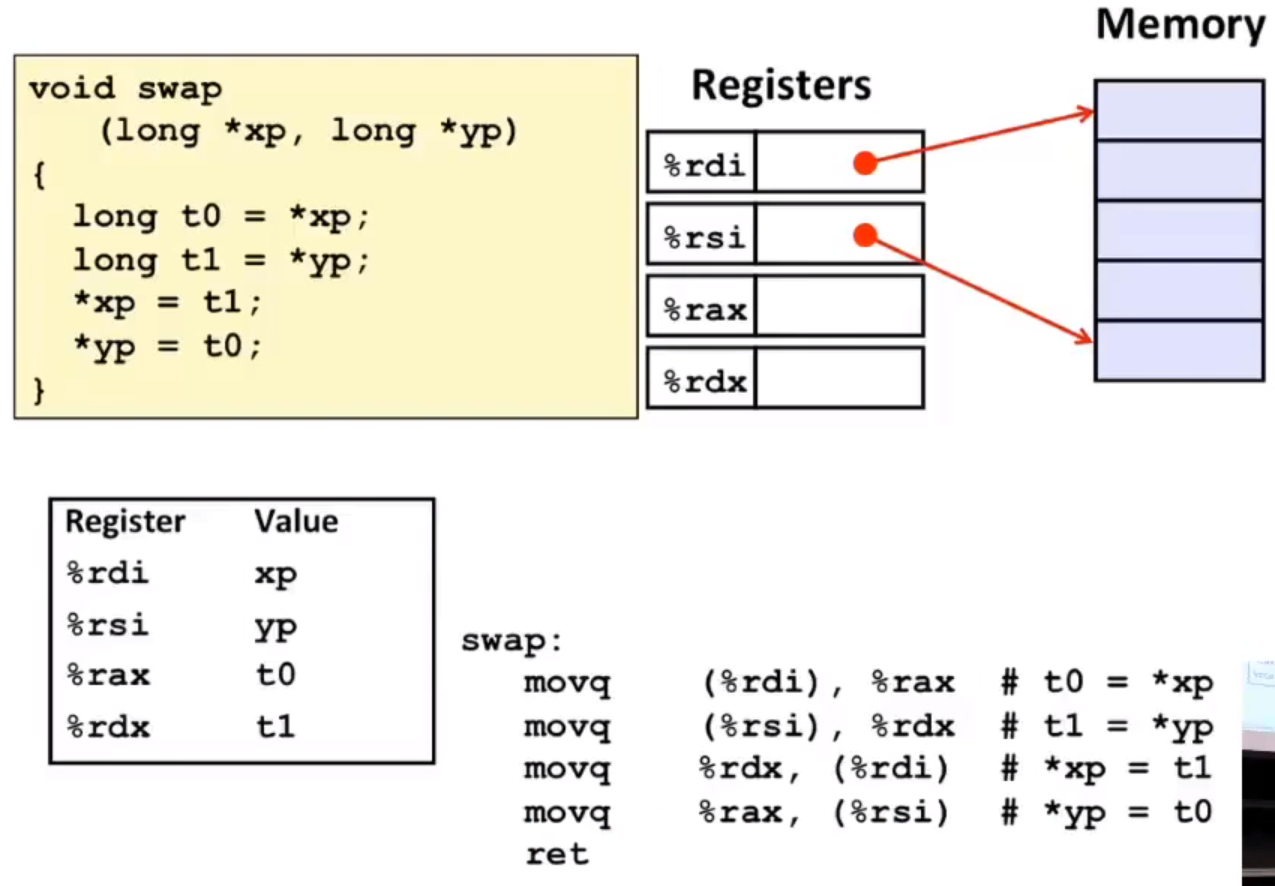 Memory
void swap
(long *xp, long *yp)
{
long t0 = *xp;
long t1 = *yp;
*xp = t1;
*yp = t0;
}
Registers
%rdi
%rsi
%rax
%rdx
Register Value
%rdi xp
%rsi yp
%rax t0
%rdx t1
swap:
movq (%rdi), %rax # t0 = *xp
movq (%rsi), %rdx # t1 = *yp
movq %rdx, (%rdi) # *xp = t1
movq %rax, (%rsi) # *yp = t0
ret